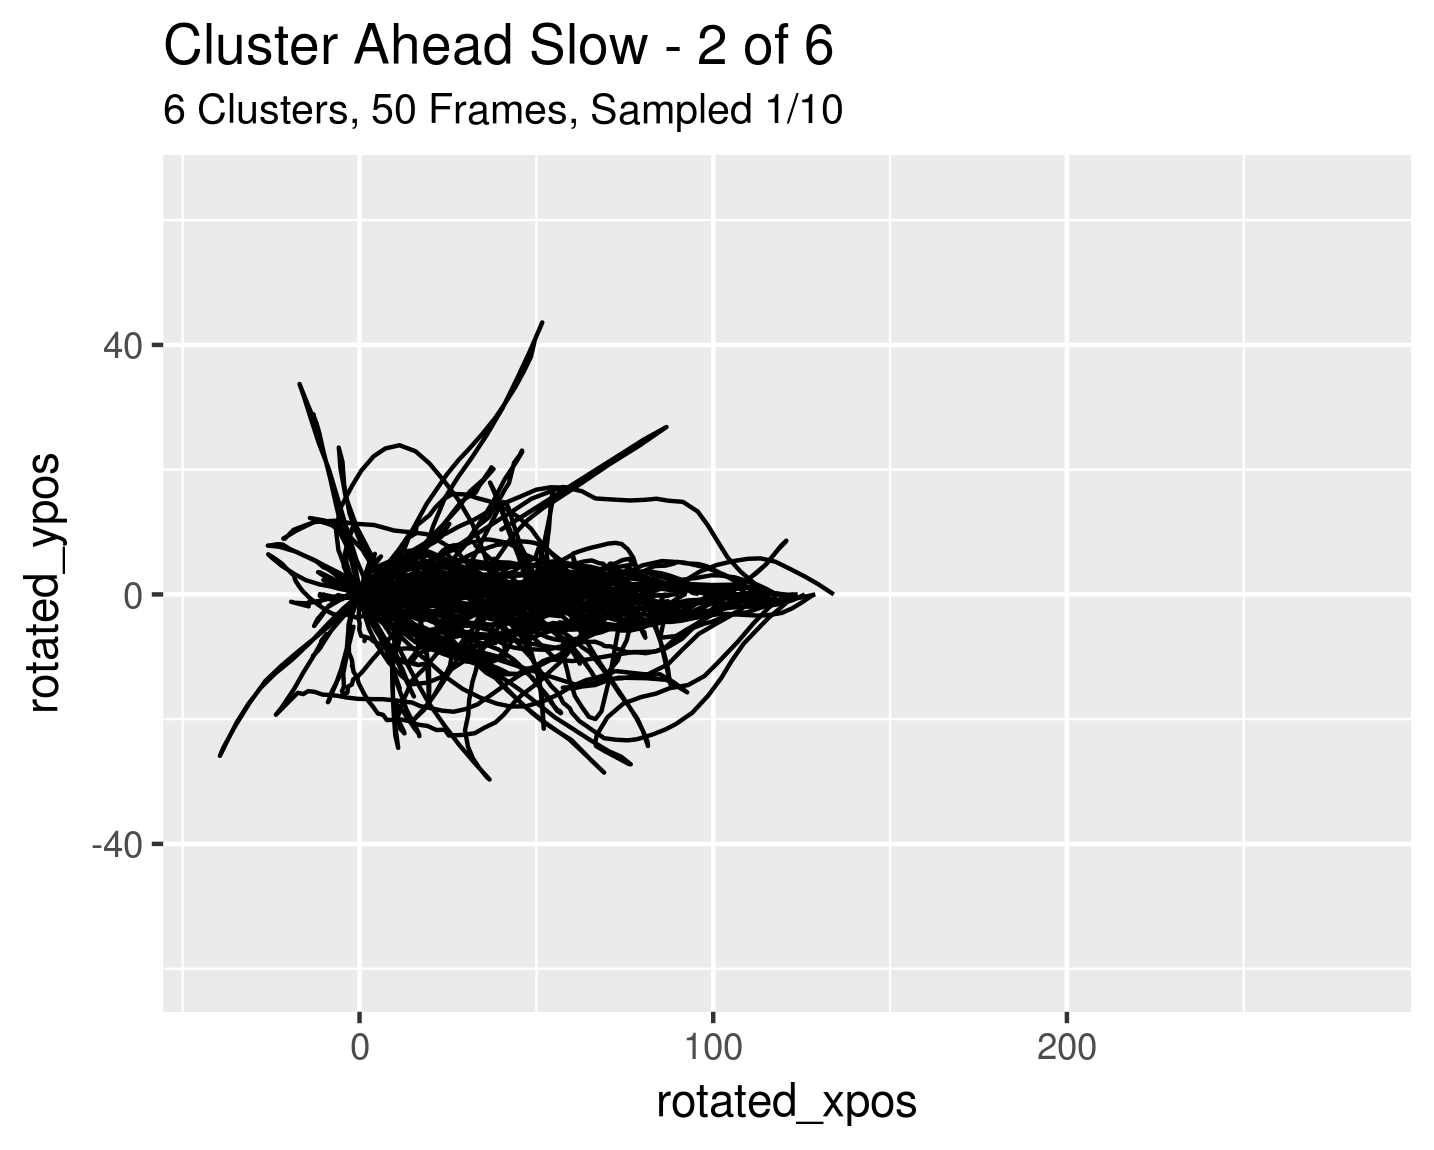 Cluster Ahead Slow - 2 of 6
6 Clusters, 50 Frames, Sampled 1/10
rotated_ypos
40
0
-40
0 100 200
rotated_xpos